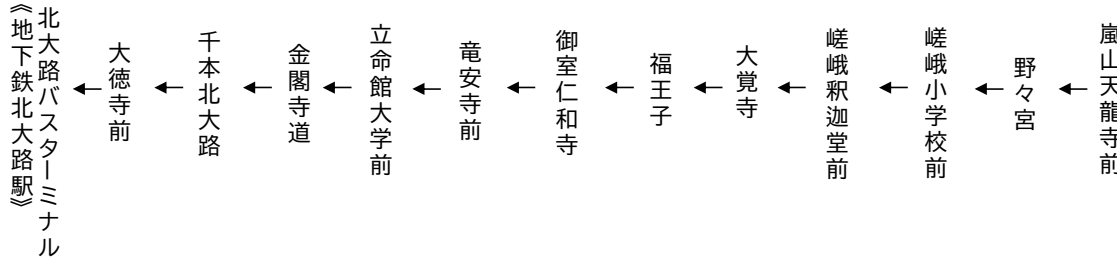 嵐山天龍寺前
野々宮
嵯峨小学校前
嵯峨釈迦堂前
大覚寺
福王子
御室仁和寺
竜安寺前
立命館大学前
金閣寺道
千本北大路
大徳寺前
北大路バスターミナル
《地下鉄北大路駅》